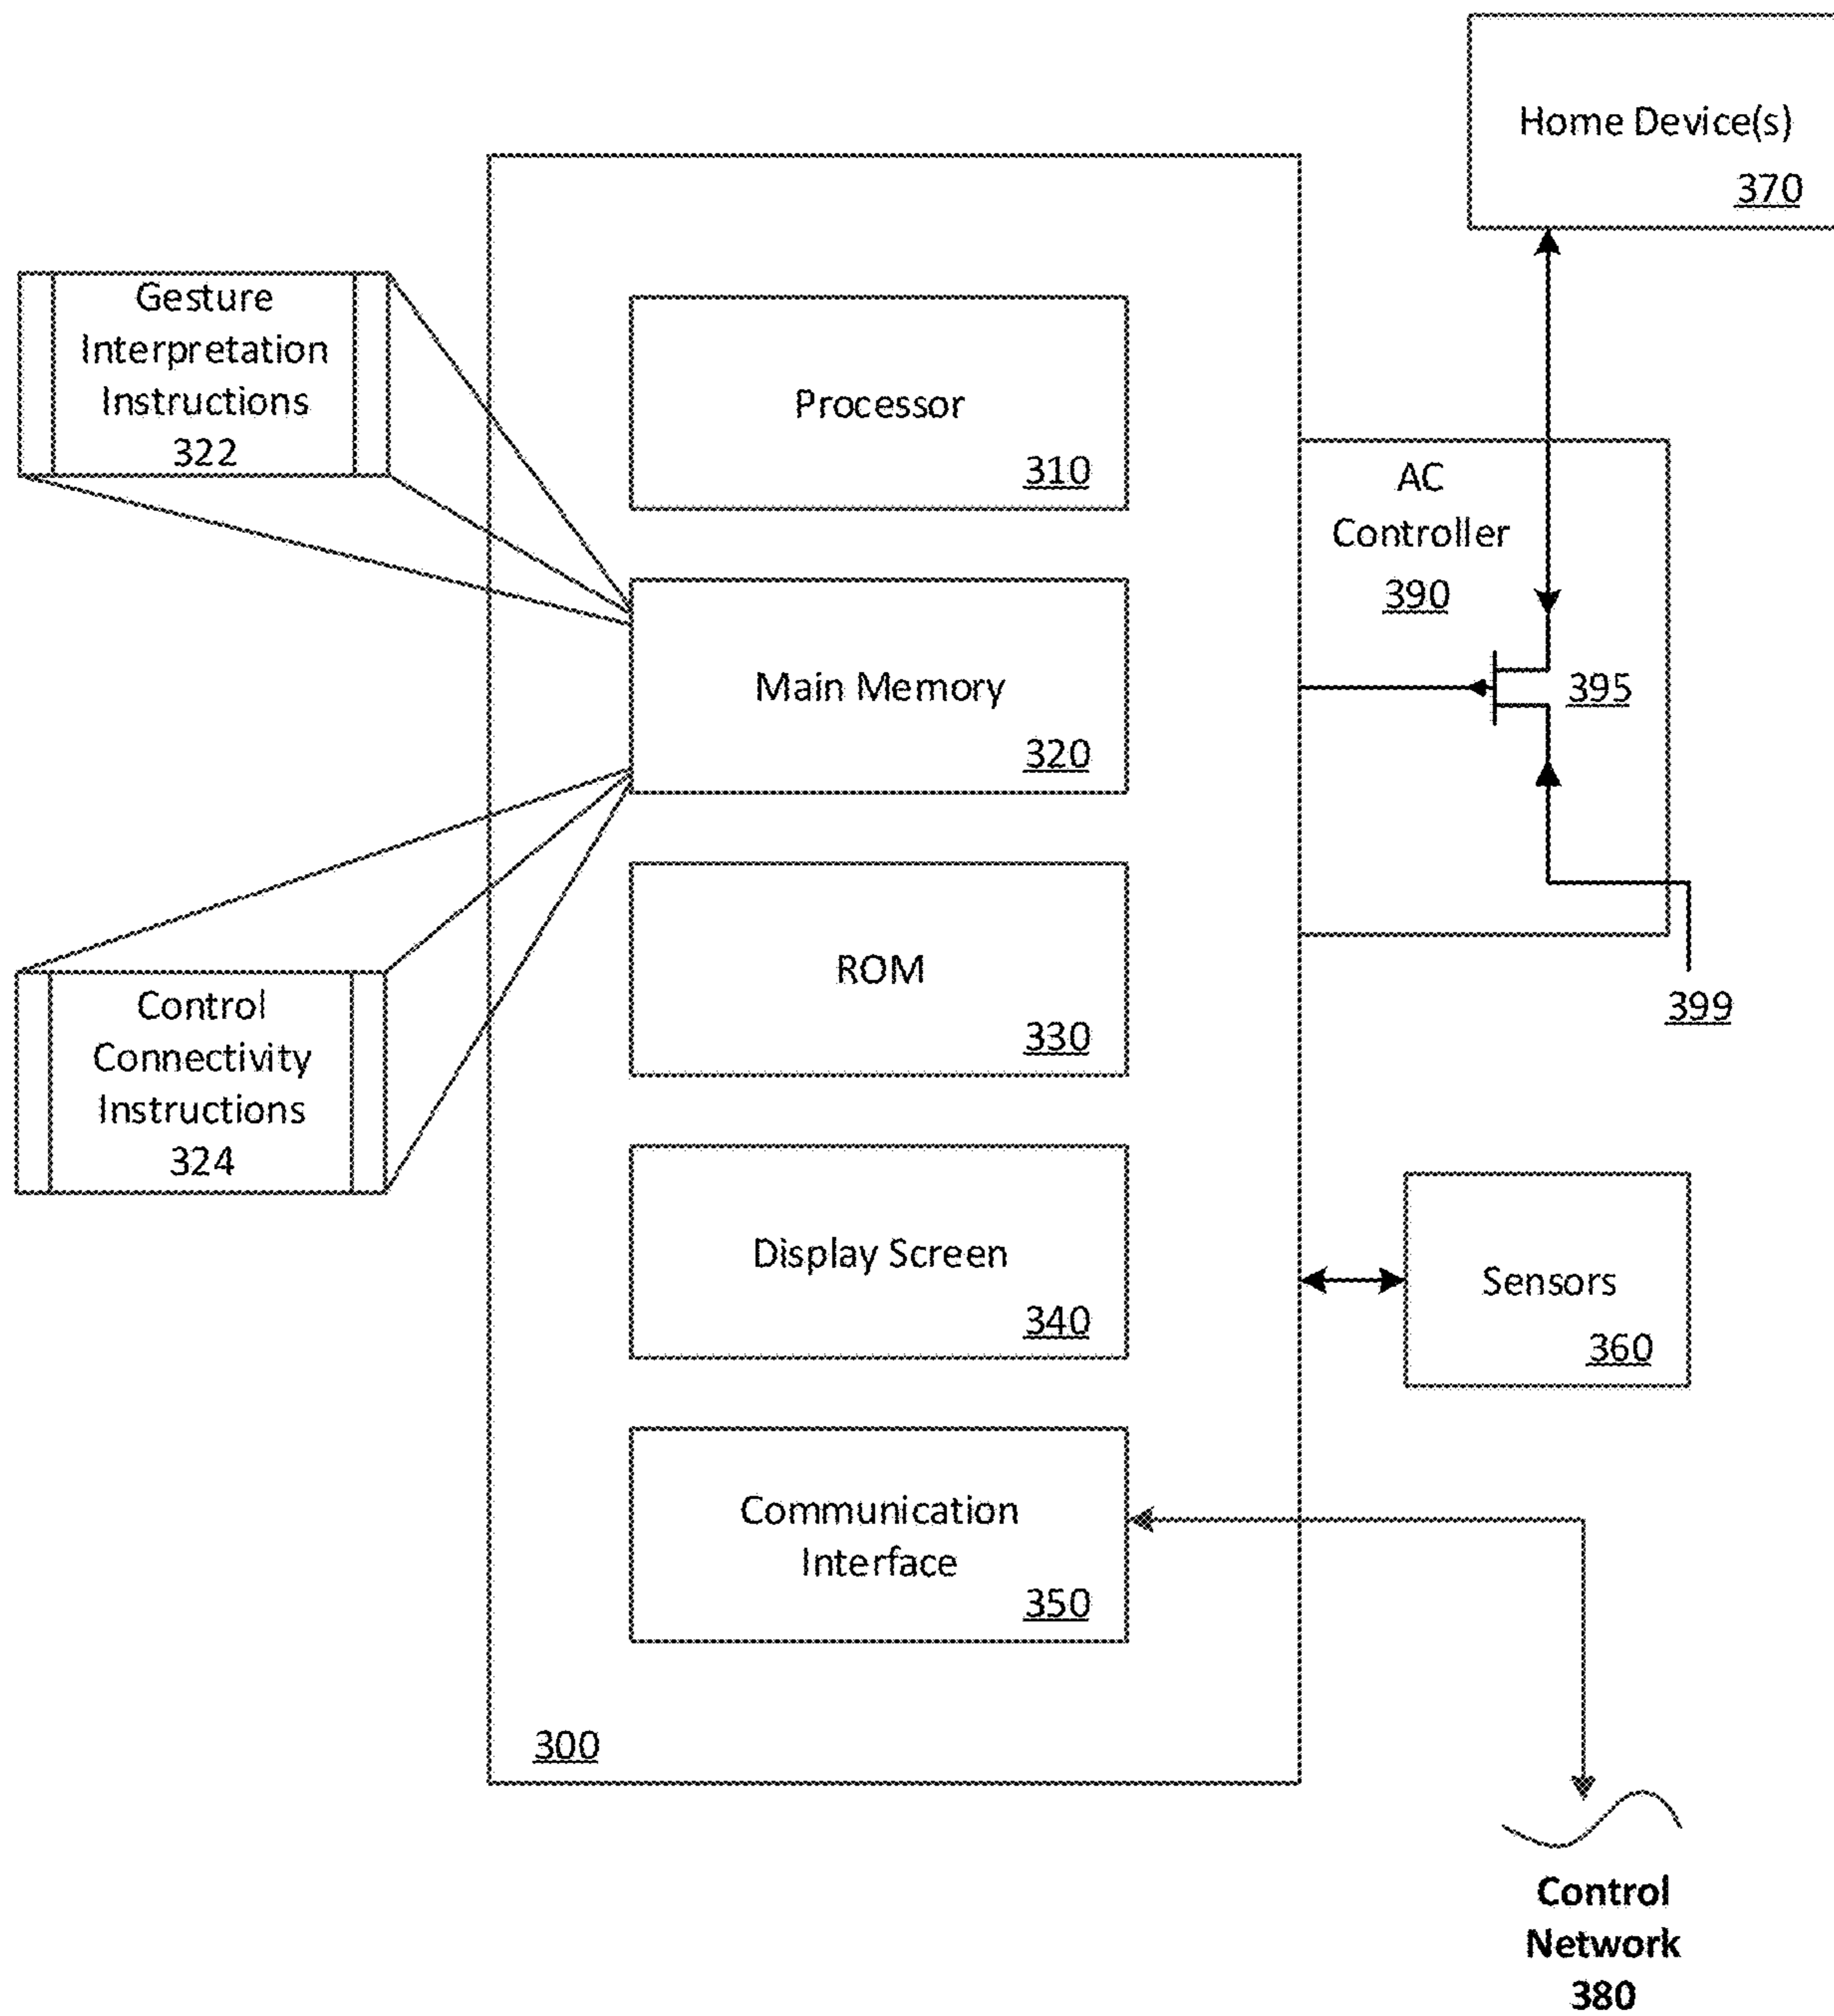 Home Device(s)
370
Gesture
Interpretation
Instructions
322
Processor
310
AC
Controller
390
Main Memory
320
395
ROM
330
399
Control
Connectivity
Instructions
324
Display Screen
340
Sensors
360
Communication
Interface
350
300
Control
Network
380